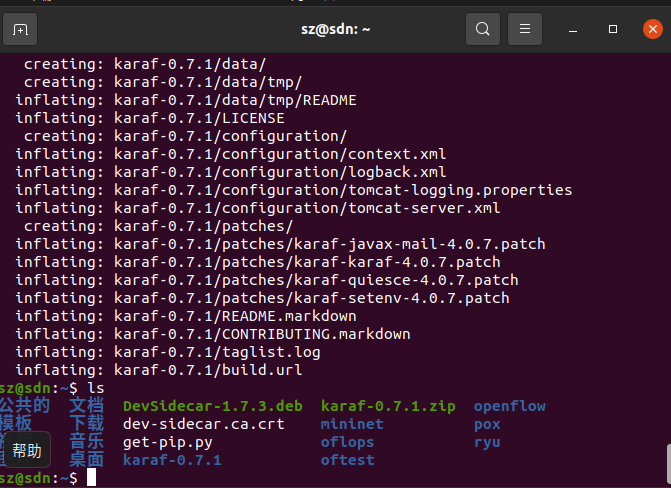 sz@sdn: ~
creating: karaf-0.7.1/data/
creating: karaf-0.7.1/data/tmp/
inflating: karaf-0.7.1/data/tmp/README
inflating: karaf-0.7.1/LICENSE
creating: karaf-0.7.1/configuration/
inflating: karaf-0.7.1/configuration/context.xml
inflating: karaf-0.7.1/configuration/logback.xml
inflating: karaf-0.7.1/configuration/tomcat-logging.properties
inflating: karaf-0.7.1/configuration/tomcat-server.xml
creating: karaf-0.7.1/patches/
inflating: karaf-0.7.1/patches/karaf-javax-mail-4.0.7.patch
inflating: karaf-0.7.1/patches/karaf-karaf-4.0.7.patch
inflating: karaf-0.7.1/patches/karaf-quiesce-4.0.7.patch
inflating: karaf-0.7.1/patches/karaf-setenv-4.0.7.patch
inflating: karaf-0.7.1/README.markdown
inflating: karaf-0.7.1/CONTRIBUTING.markdown
inflating: karaf-0.7.1/taglist.log
inflating: karaf-0.7.1/build.url
sz@sdn:~$ ls
公共的 文档 DevSidecar-1.7.3.deb karaf-0.7.1.zip openflow
模板 下载 dev-sidecar.ca.crt mininet pox
音乐 get-pip.py oflops ryu
桌面 karaf-0.7.1 oftest
帮助
sz@sdn:~$